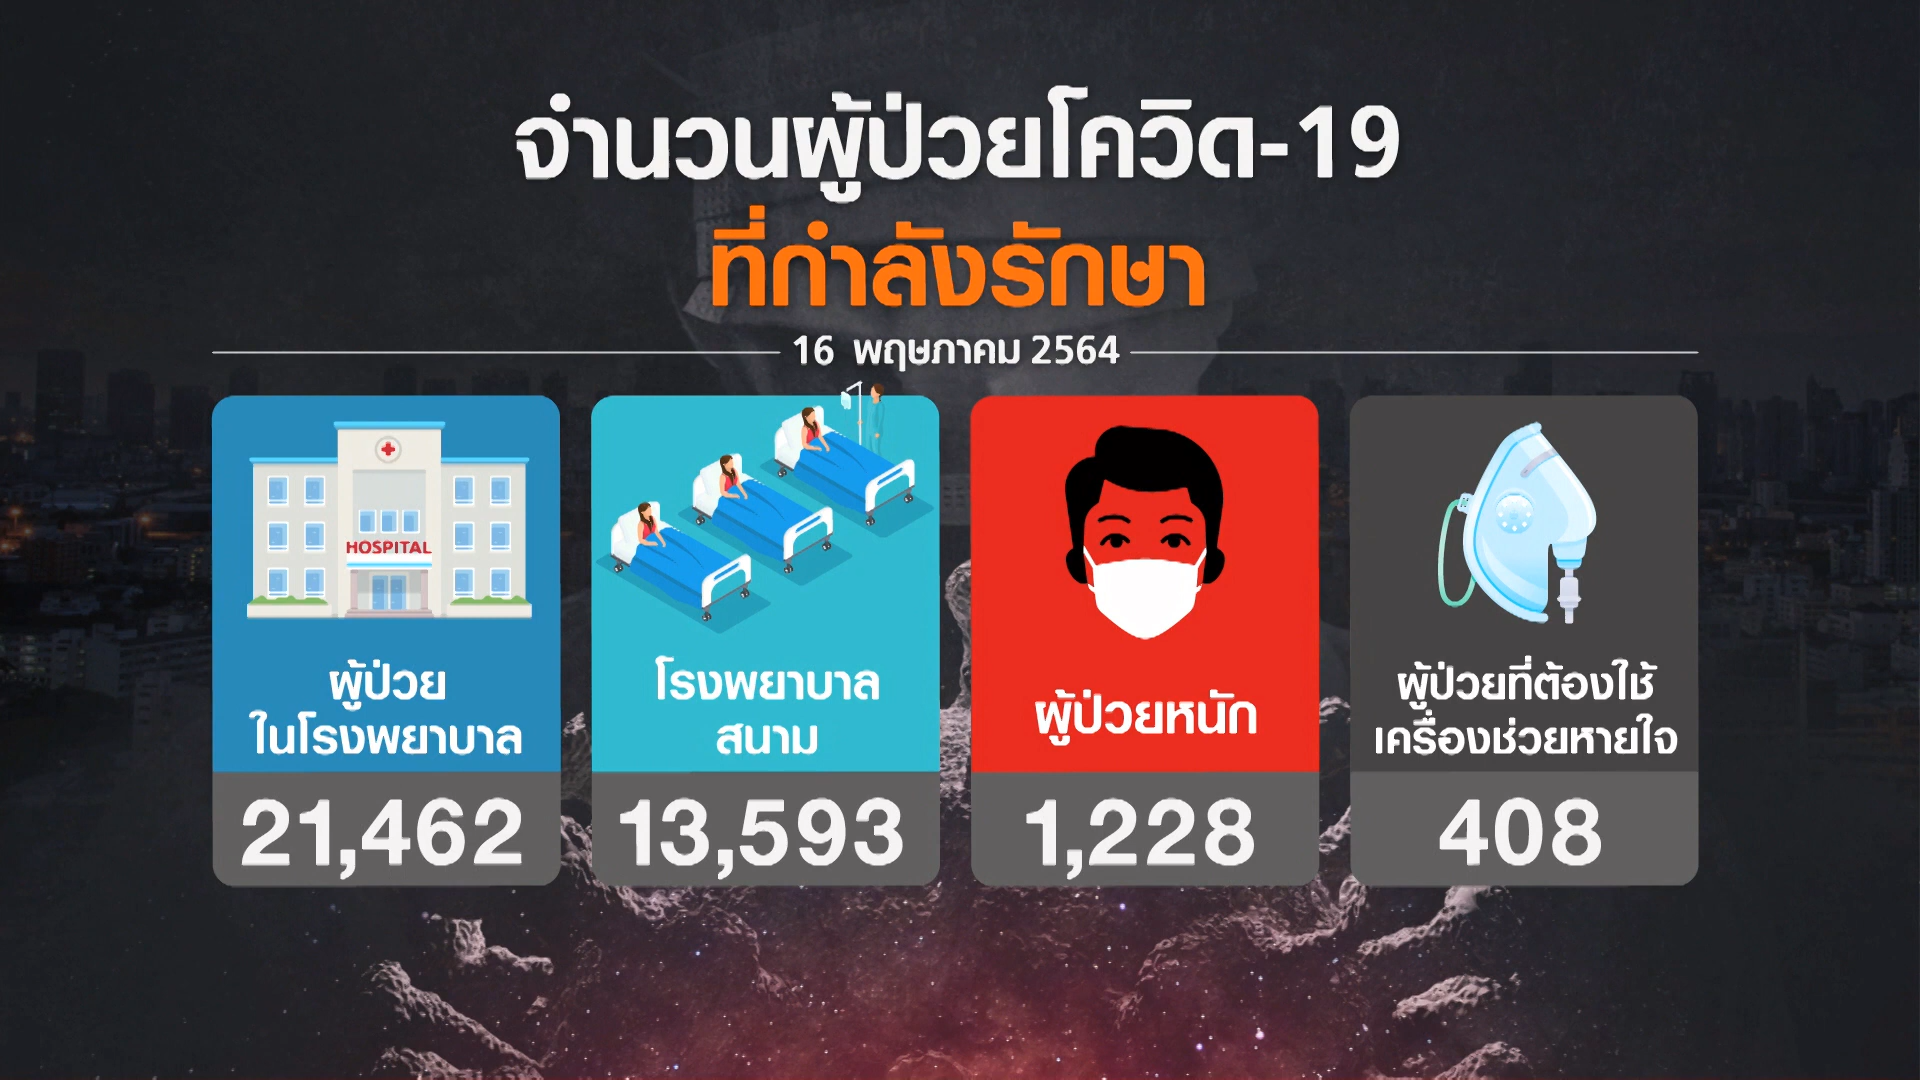 จำนวนผู้ป่วยโควิด-19
ที่กำลังรักษา
16 พฤษภาคม 2564
HOSPITAL
ผู้ป่วย
ในโรงพยาบาล
21,462
โรงพยาบาล
สนาม
13,593
ผู้ป่วยหนัก
1,228
ผู้ป่วยที่ต้องใช้
เครื่องช่วยหายใจ
408